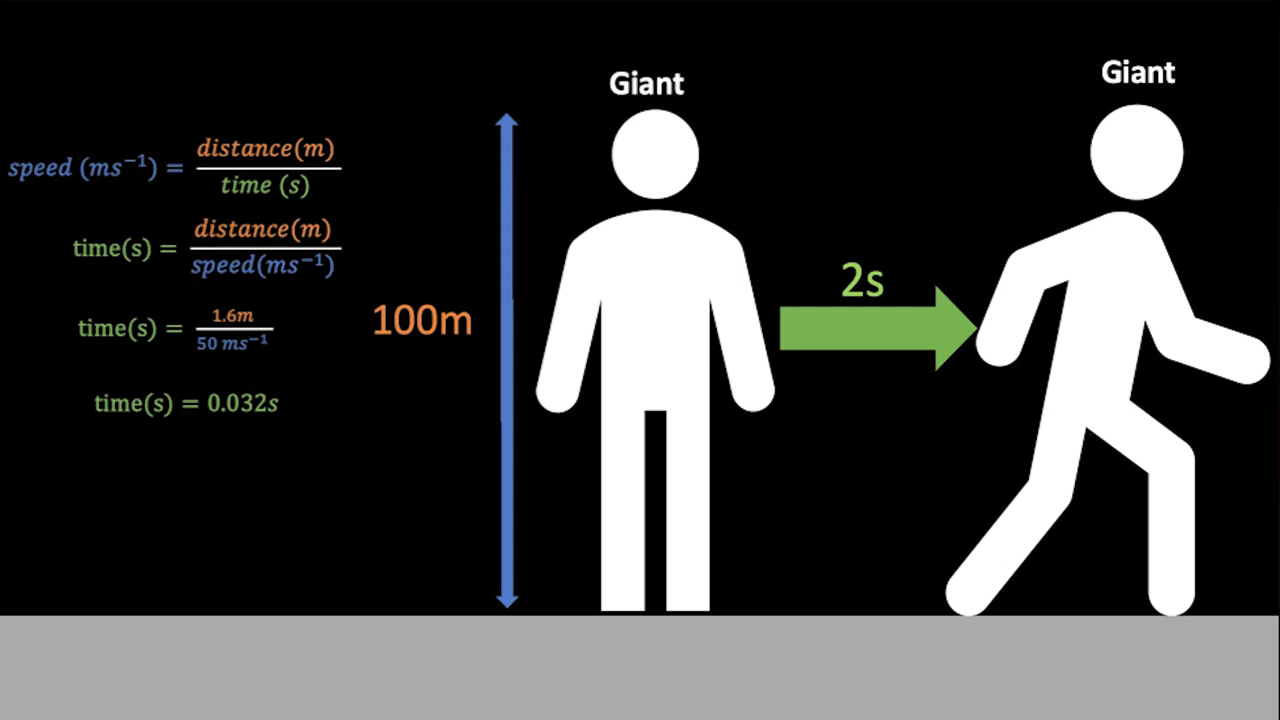 speed (ms⁻¹) = distance(m) / time (s)
time(s) = distance(m) / speed(ms⁻¹)
time(s) = 1.6m / 50 ms⁻¹
time(s) = 0.032s
100m
Giant
2s
Giant